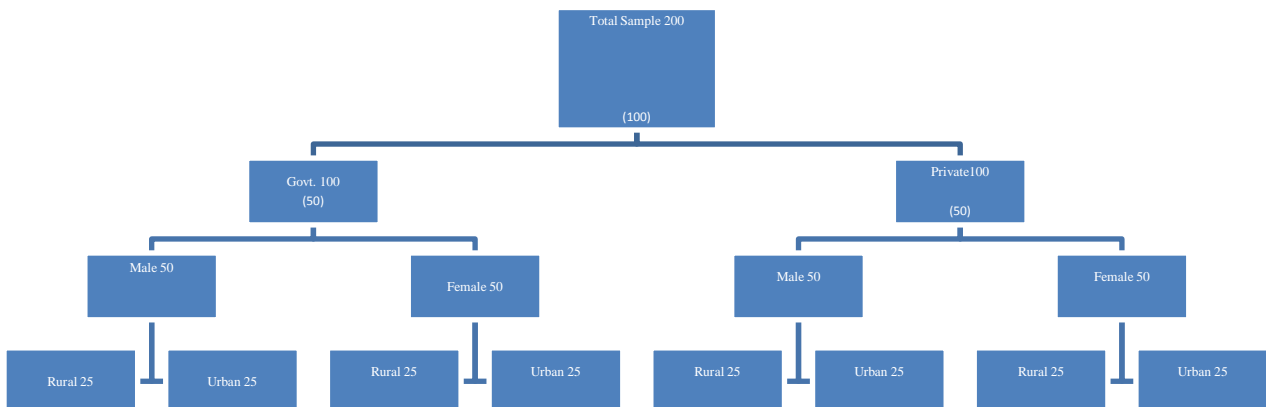 Total Sample 200
(100)
Govt. 100
(50)
Private100
(50)
Male 50
Female 50
Male 50
Female 50
Rural 25
Urban 25
Rural 25
Urban 25
Rural 25
Urban 25
Rural 25
Urban 25